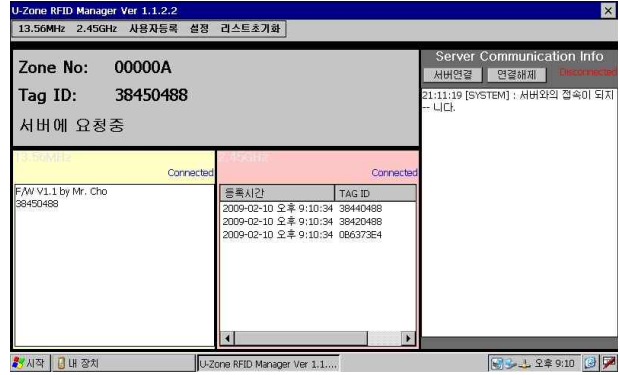 U-Zone RFID Manager Ver 1.1.2.2
13.56MHz 2.45GHz 사용자등록 설정 리스트초기화
Zone No: 00000A
Tag ID: 38450488
서버에 요청중
Server Communication Info
서버연결 연결해제 Disconnected
21:11:19 [SYSTEM] : 서버와의 접속이 되지
-- 니다.
13.56MHz
Connected
F/W V1.1 by Mr. Cho
38450488
2.45GHz
Connected
등록시간 TAG ID
2009-02-10 오후 9:10:34 38440488
2009-02-10 오후 9:10:34 38420488
2009-02-10 오후 9:10:34 0B6373E4
시작 내 장치 U-Zone RFID Manager Ver 1.1.... 오후 9:10